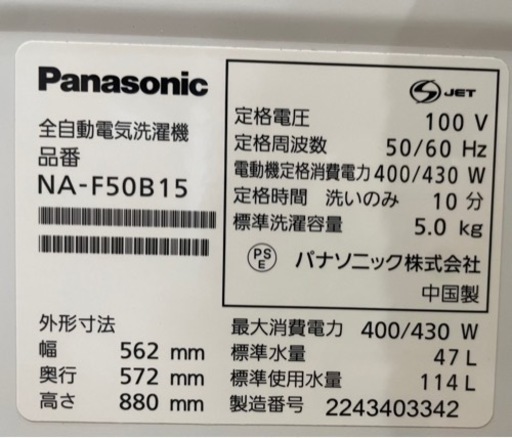 Panasonic
全自動電気洗濯機
品番
NA-F50B15
外形寸法
幅 562 mm
奥行 572 mm
高さ 880 mm
S JET
定格電圧 100 V
定格周波数 50/60 Hz
電動機定格消費電力 400/430 W
定格時間 洗いのみ 10 分
標準洗濯容量 5.0 kg
PS
E
パナソニック株式会社
中国製
最大消費電力 400/430 W
標準水量 47 L
標準使用水量 114 L
製造番号 2243403342